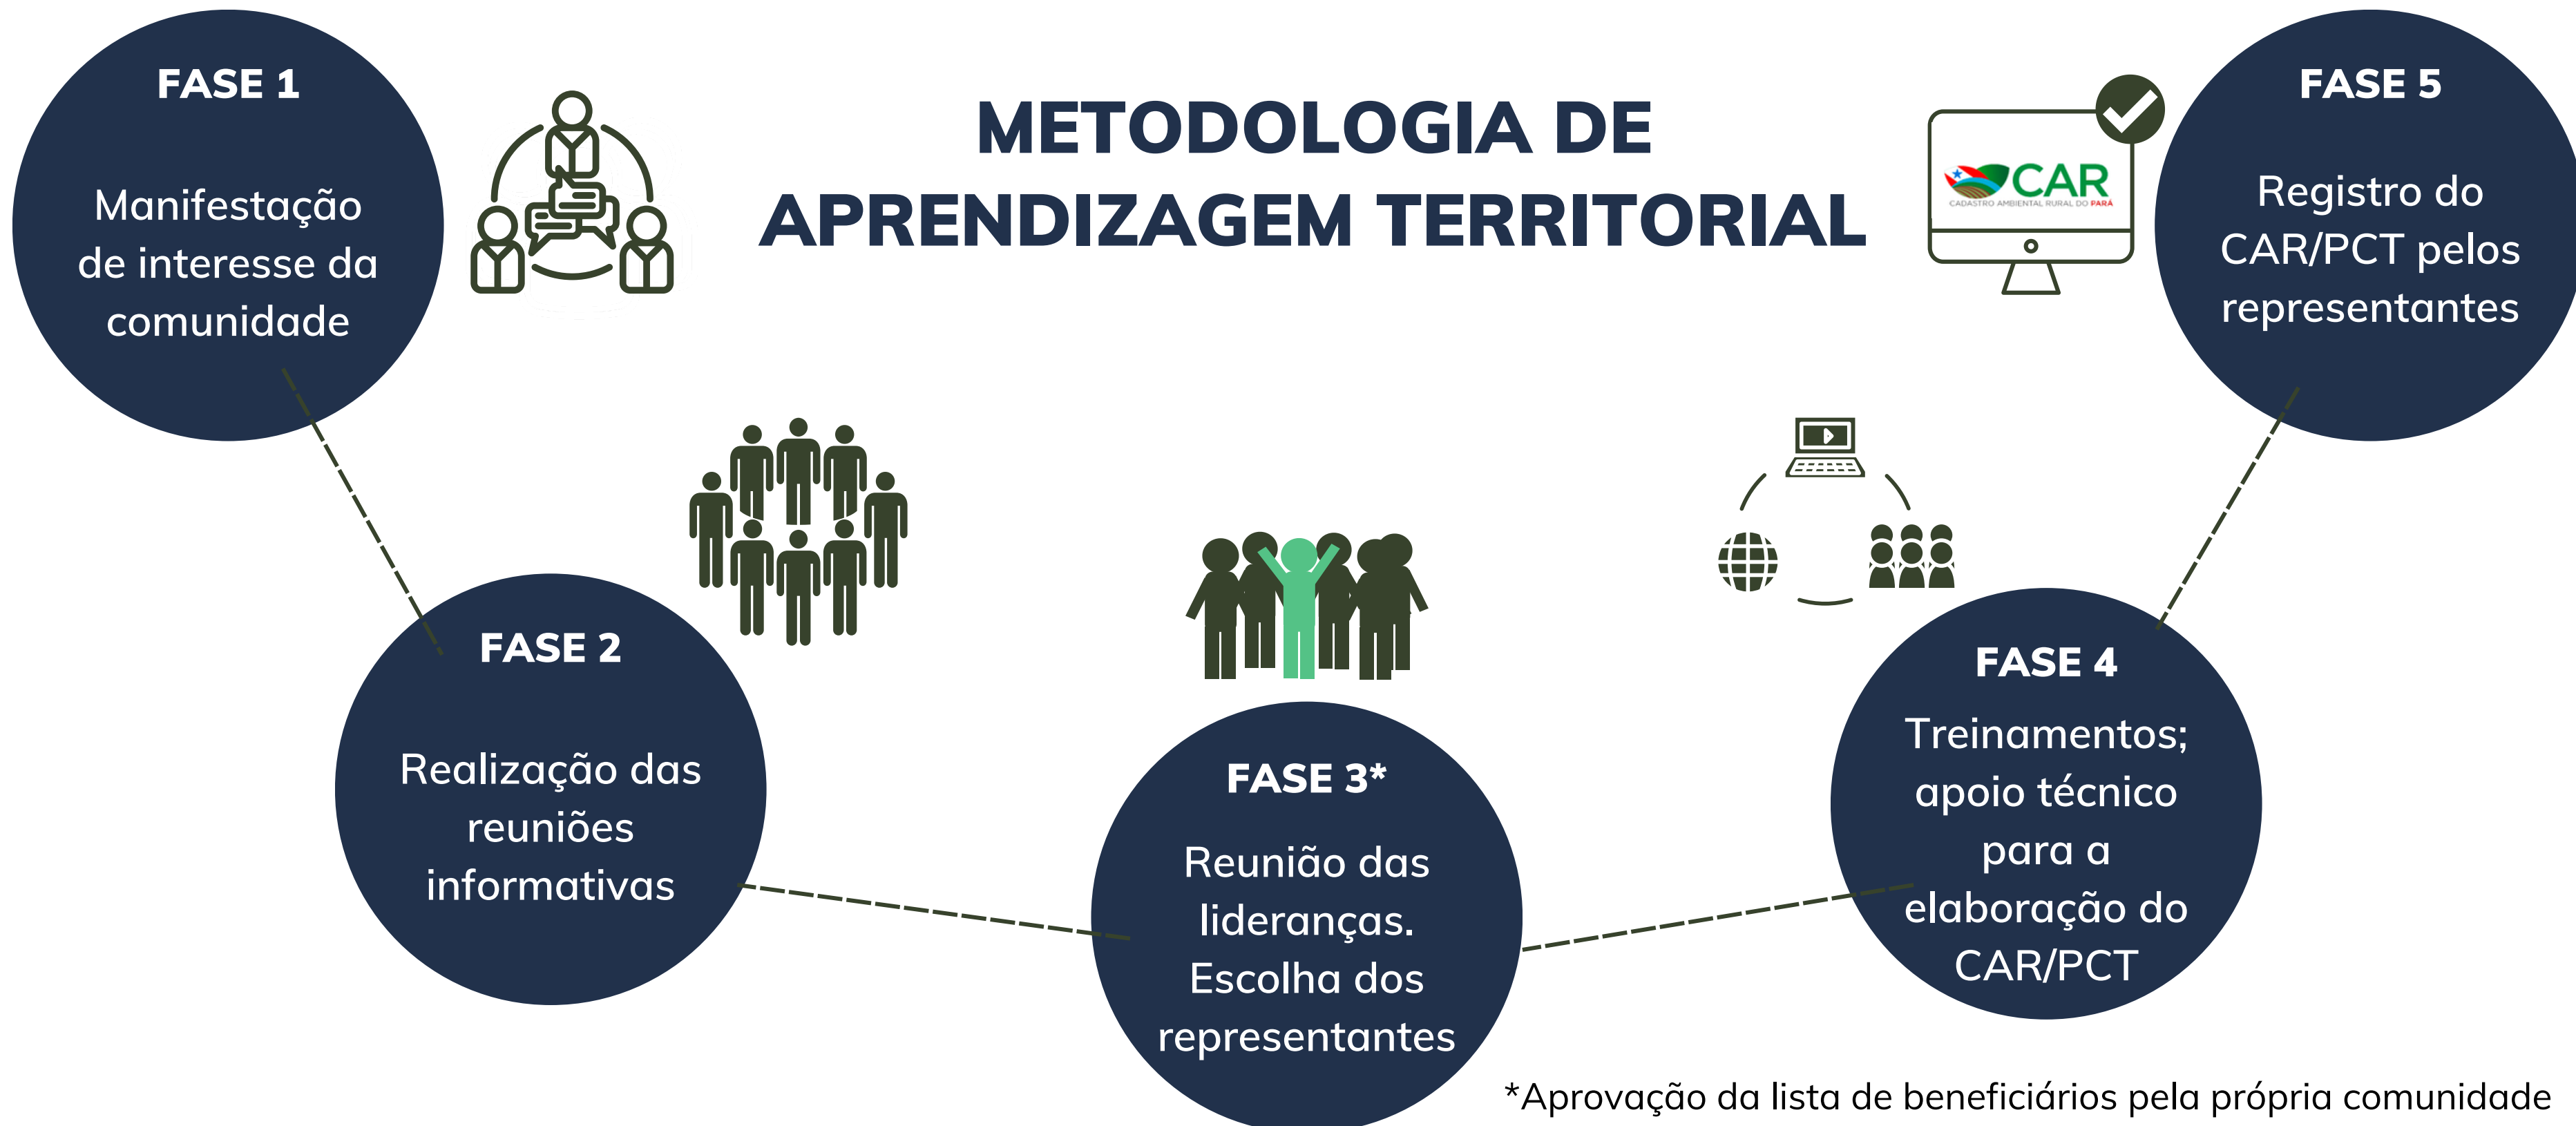 METODOLOGIA DE
APRENDIZAGEM TERRITORIAL
FASE 1
Manifestação
de interesse da
comunidade
FASE 2
Realização das
reuniões
informativas
FASE 3*
Reunião das
lideranças.
Escolha dos
representantes
FASE 4
Treinamentos;
apoio técnico
para a
elaboração do
CAR/PCT
CAR
CADASTRO AMBIENTAL RURAL DO PARÁ
FASE 5
Registro do
CAR/PCT pelos
representantes
*Aprovação da lista de beneficiários pela própria comunidade